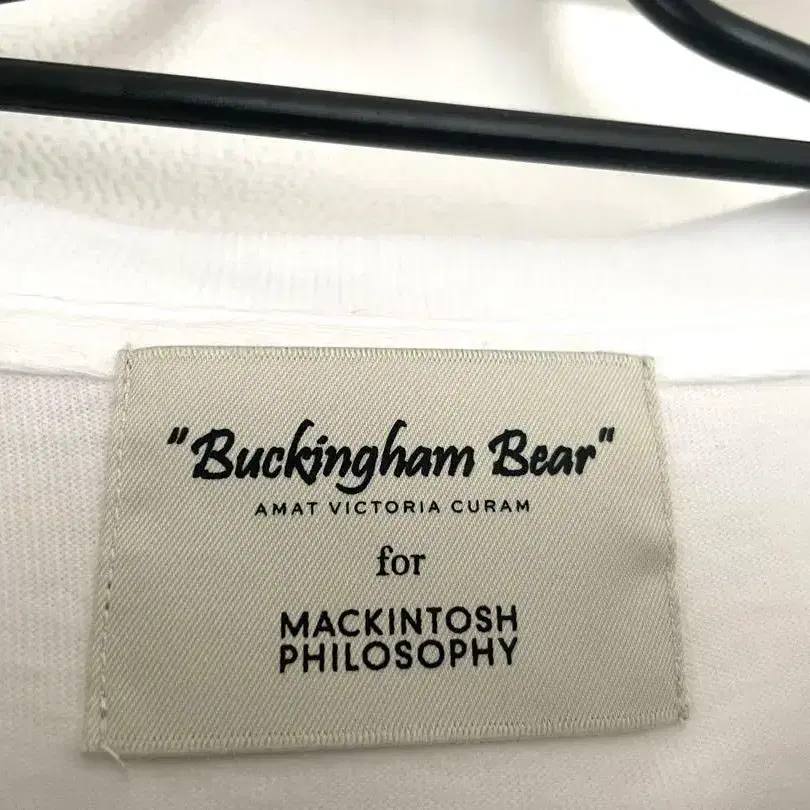 "Buckingham Bear"
AMAT VICTORIA CURAM
for
MACKINTOSH
PHILOSOPHY